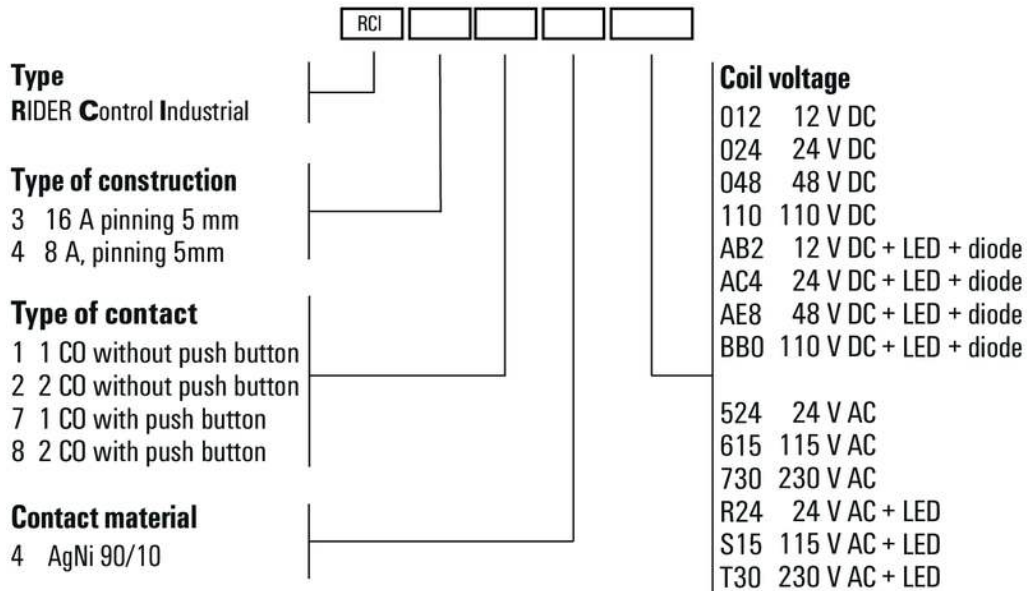 RCI
Type
RIDER Control Industrial
Type of construction
3 16 A pinning 5 mm
4 8 A, pinning 5mm
Type of contact
1 1 CO without push button
2 2 CO without push button
7 1 CO with push button
8 2 CO with push button
Contact material
4 AgNi 90/10
Coil voltage
012 12 V DC
024 24 V DC
048 48 V DC
110 110 V DC
AB2 12 V DC + LED + diode
AC4 24 V DC + LED + diode
AE8 48 V DC + LED + diode
BB0 110 V DC + LED + diode
524 24 V AC
615 115 V AC
730 230 V AC
R24 24 V AC + LED
S15 115 V AC + LED
T30 230 V AC + LED